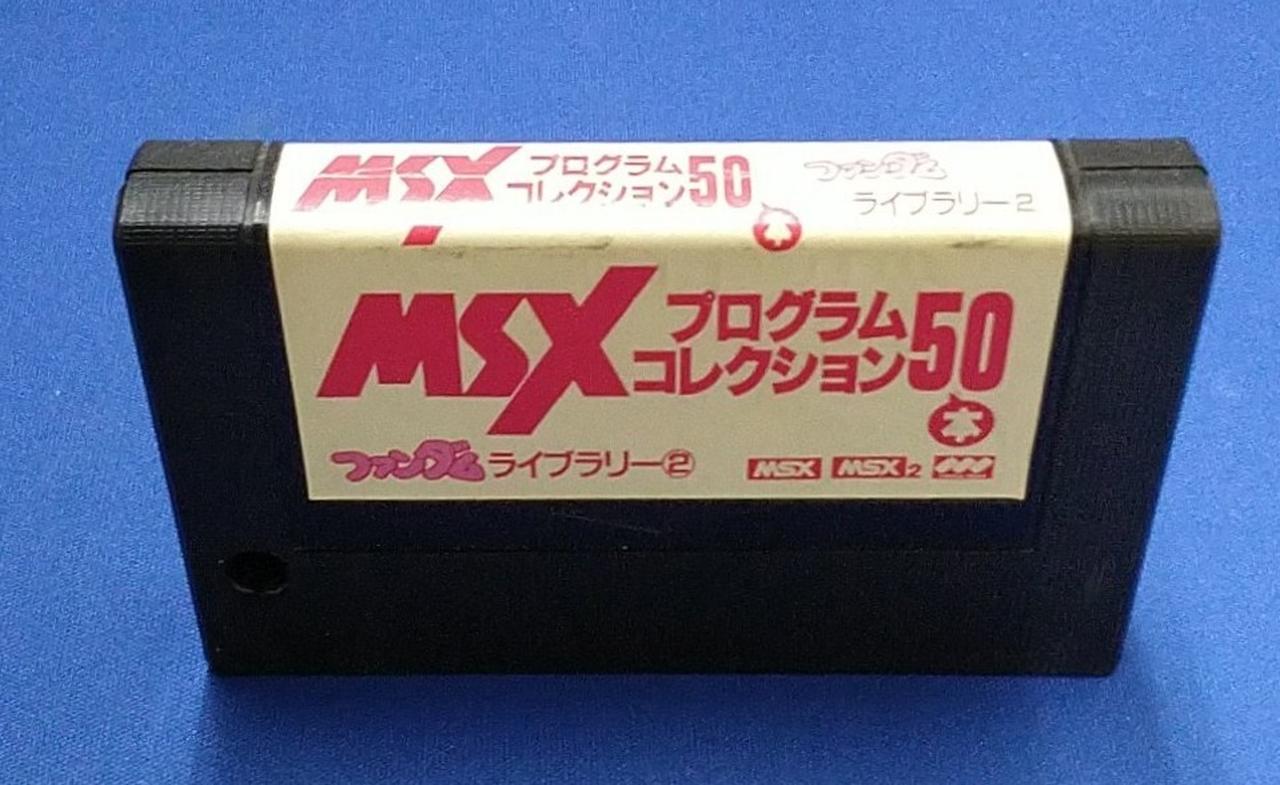 MSX プログラム
コレクション50
本
ファンダム
ライブラリー2
MSX プログラム
コレクション50
本
ファンダム ライブラリー②
MSX MSX2